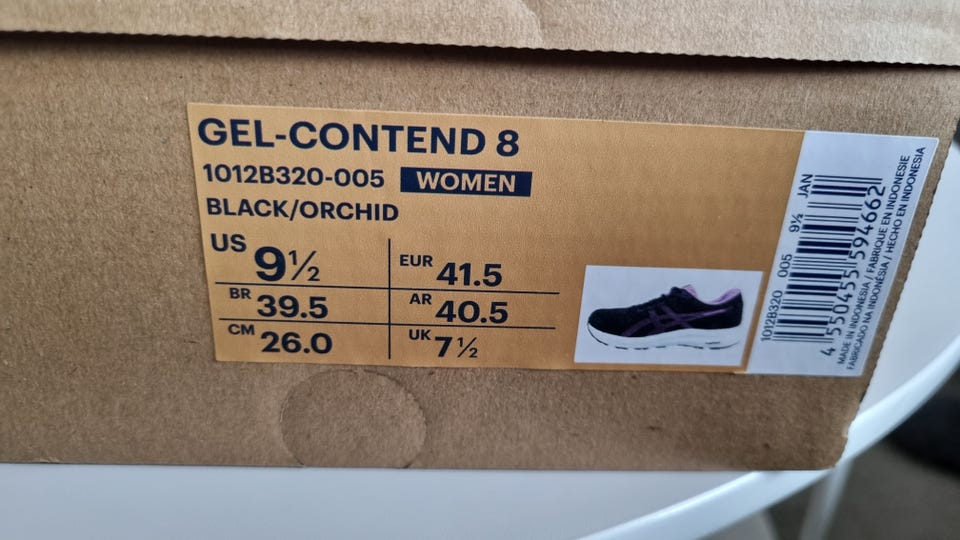 GEL-CONTEND 8
1012B320-005 WOMEN
BLACK/ORCHID
US 9½ EUR 41.5
BR 39.5 AR 40.5
CM 26.0 UK 7½
1012B320 005 9½ JAN
4 550455 594662
MADE IN INDONESIA / FABRIQUE EN INDONESIE
FABRICADO NA INDONÉSIA / HECHO EN INDONESIA